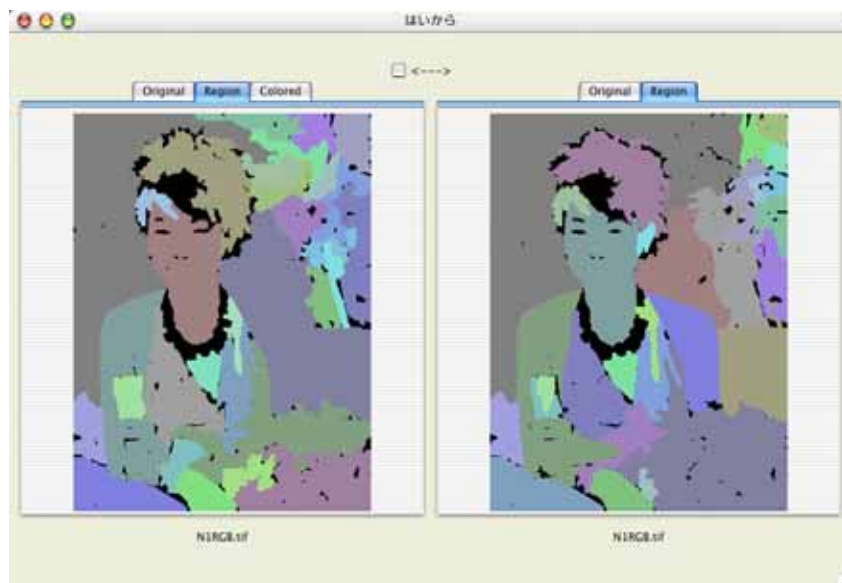 はいから
<--->
Original Region Colored
Original Region
N1RGB.tif
N1RGB.tif